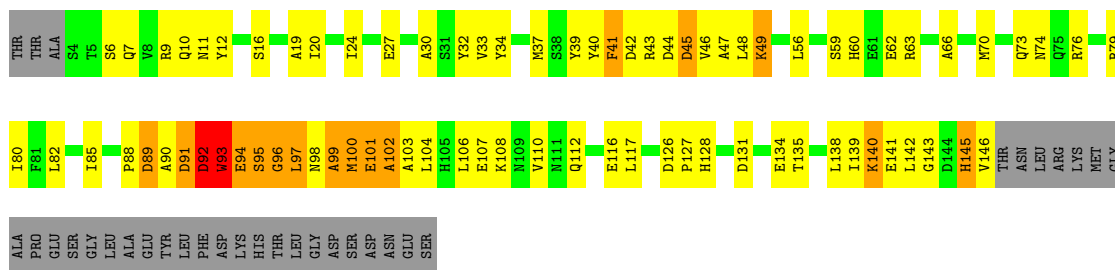 THR THR ALA S4 T5 S6 Q7 V8 R9 Q10 N11 Y12 S16 A19 I20 I24 E27 A30 S31 Y32 V33 Y34 M37 S38 Y39 Y40 F41 D42 R43 D44 D45 V46 A47 L48 K49 L56 S59 H60 E61 E62 R63 A66 M70 Q73 N74 Q75 R76
I80 F81 L82 I85 P88 D89 A90 D91 D92 W93 E94 S95 G96 L97 N98 A99 M100 E101 A102 A103 L104 H105 L106 E107 K108 N109 V110 N111 Q112 E116 L117 D126 P127 H128 D131 E134 T135 L138 I139 K140 E141 L142 G143 D144 H145 V146 THR ASN LEU ARG LYS MET GLY
ALA PRO GLU SER GLY LEU ALA GLU TYR LEU PHE ASP LYS HIS THR LEU GLY ASP SER ASP ASN GLU SER